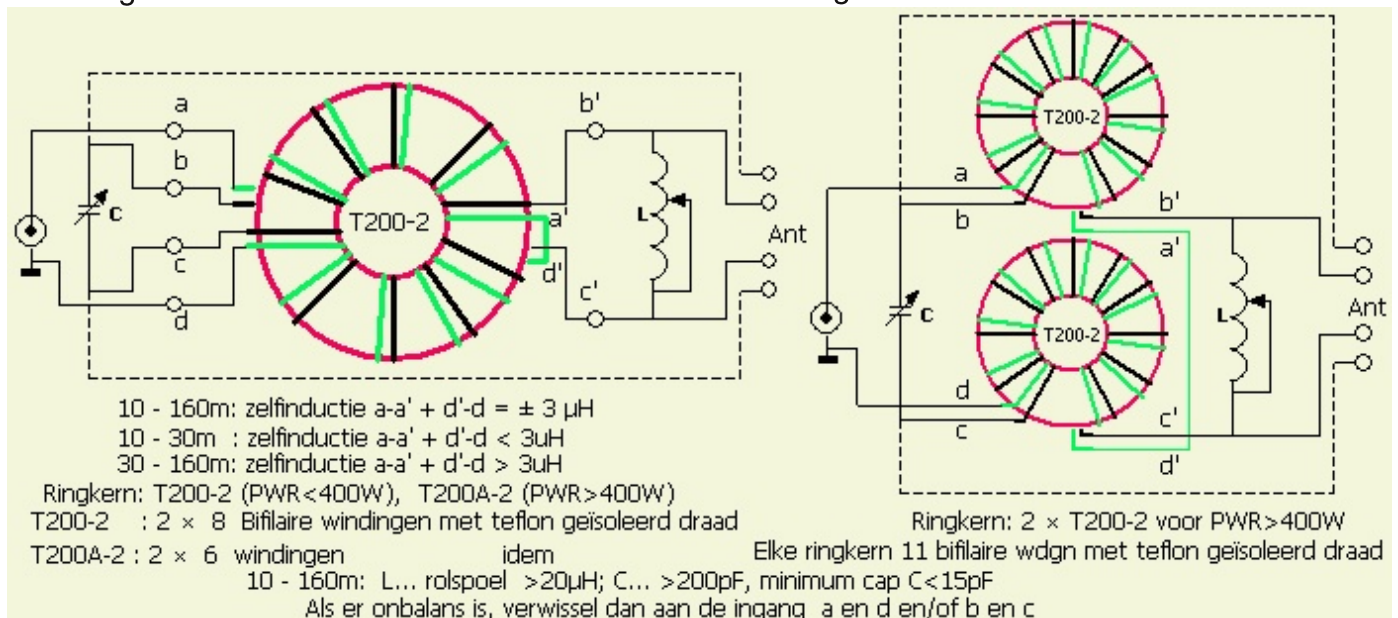 a
b
C
c
d
T200-2
b'
a'
d'
c'
L
Ant
T200-2
a
b
b'
a'
C
T200-2
L
Ant
d
c
c'
d'
10 - 160m: zelfinductie a-a' + d'-d = ± 3 µH
10 - 30m : zelfinductie a-a' + d'-d < 3uH
30 - 160m: zelfinductie a-a' + d'-d > 3uH
Ringkern: T200-2 (PWR<400W), T200A-2 (PWR>400W)
T200-2 : 2 × 8 Bifilaire windingen met teflon geïsoleerd draad
T200A-2 : 2 × 6 windingen idem
Ringkern: 2 × T200-2 voor PWR>400W
Elke ringkern 11 bifilaire wdgn met teflon geïsoleerd draad
10 - 160m: L... rolspoel >20µH; C... >200pF, minimum cap C<15pF
Als er onbalans is, verwissel dan aan de ingang a en d en/of b en c